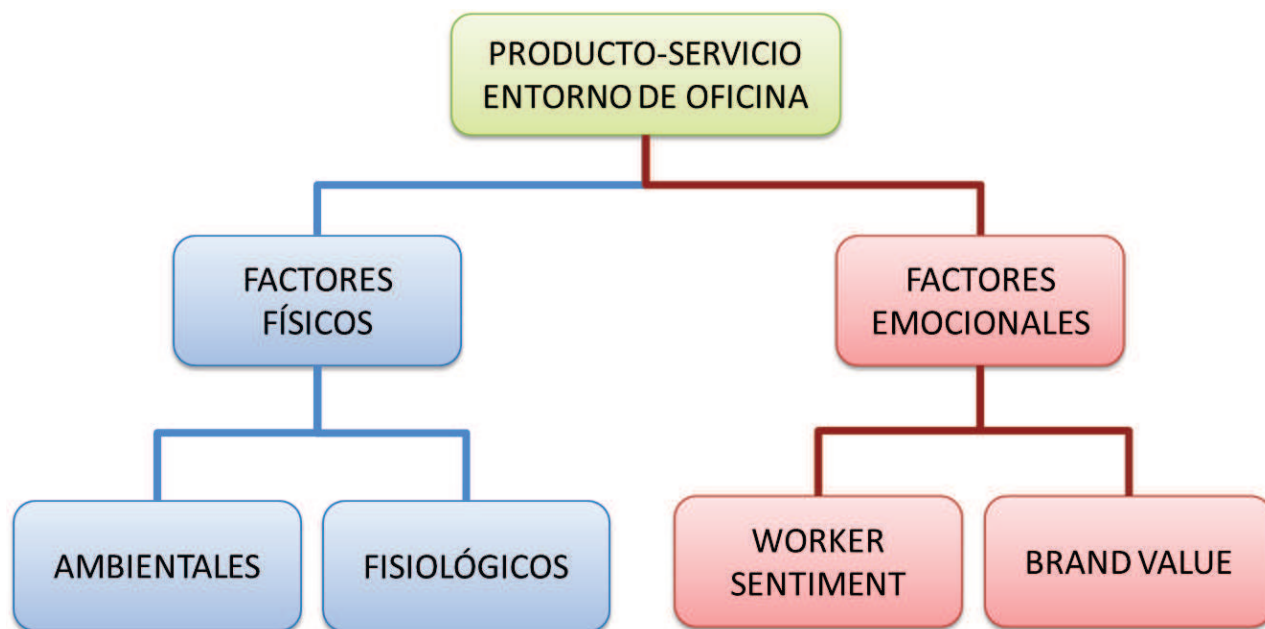 PRODUCTO-SERVICIO
ENTORNO DE OFICINA
FACTORES
FÍSICOS
FACTORES
EMOCIONALES
AMBIENTALES
FISIOLÓGICOS
WORKER
SENTIMENT
BRAND VALUE